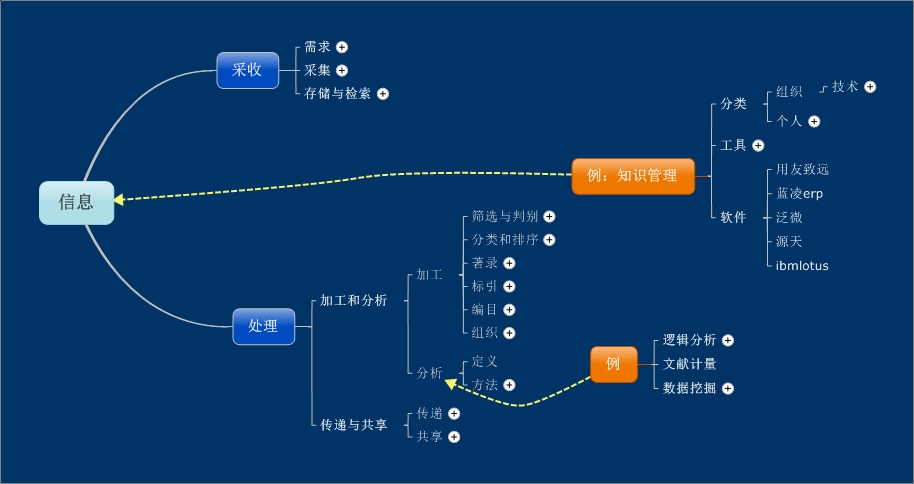 信息
采收
需求
采集
存储与检索
处理
加工和分析
加工
筛选与判别
分类和排序
著录
标引
编目
组织
分析
定义
方法
传递与共享
传递
共享
例：知识管理
分类
组织
技术
个人
工具
软件
用友致远
蓝凌erp
泛微
源天
ibmlotus
例
逻辑分析
文献计量
数据挖掘